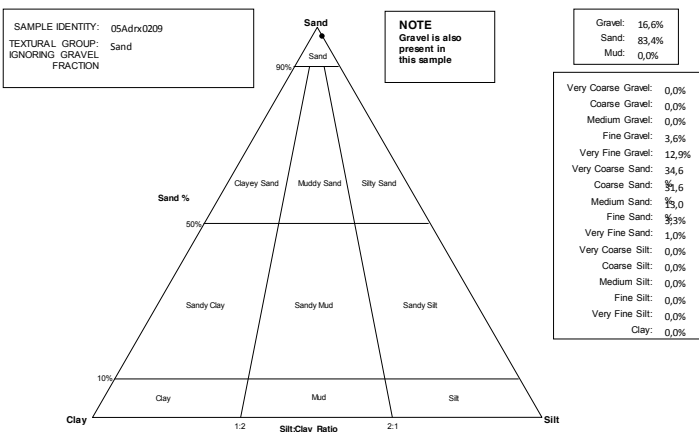 SAMPLE IDENTITY: 05Adrx0209
TEXTURAL GROUP: Sand
IGNORING GRAVEL
FRACTION
Sand
NOTE
Gravel is also
present in
this sample
Gravel: 16,6%
Sand: 83,4%
Mud: 0,0%
Sand
90%
Very Coarse Gravel: 0,0%
Coarse Gravel: 0,0%
Medium Gravel: 0,0%
Fine Gravel: 3,6%
Very Fine Gravel: 12,9%
Very Coarse Sand: 34,6
%
Coarse Sand: 31,6
%
Medium Sand: 13,0
%
Fine Sand: 3,3%
Very Fine Sand: 1,0%
Very Coarse Silt: 0,0%
Coarse Silt: 0,0%
Medium Silt: 0,0%
Fine Silt: 0,0%
Very Fine Silt: 0,0%
Clay: 0,0%
Clayey Sand Muddy Sand Silty Sand
Sand %
50%
Sandy Clay Sandy Mud Sandy Silt
10%
Clay Mud Silt
Clay Silt
1:2 Silt:Clay Ratio 2:1